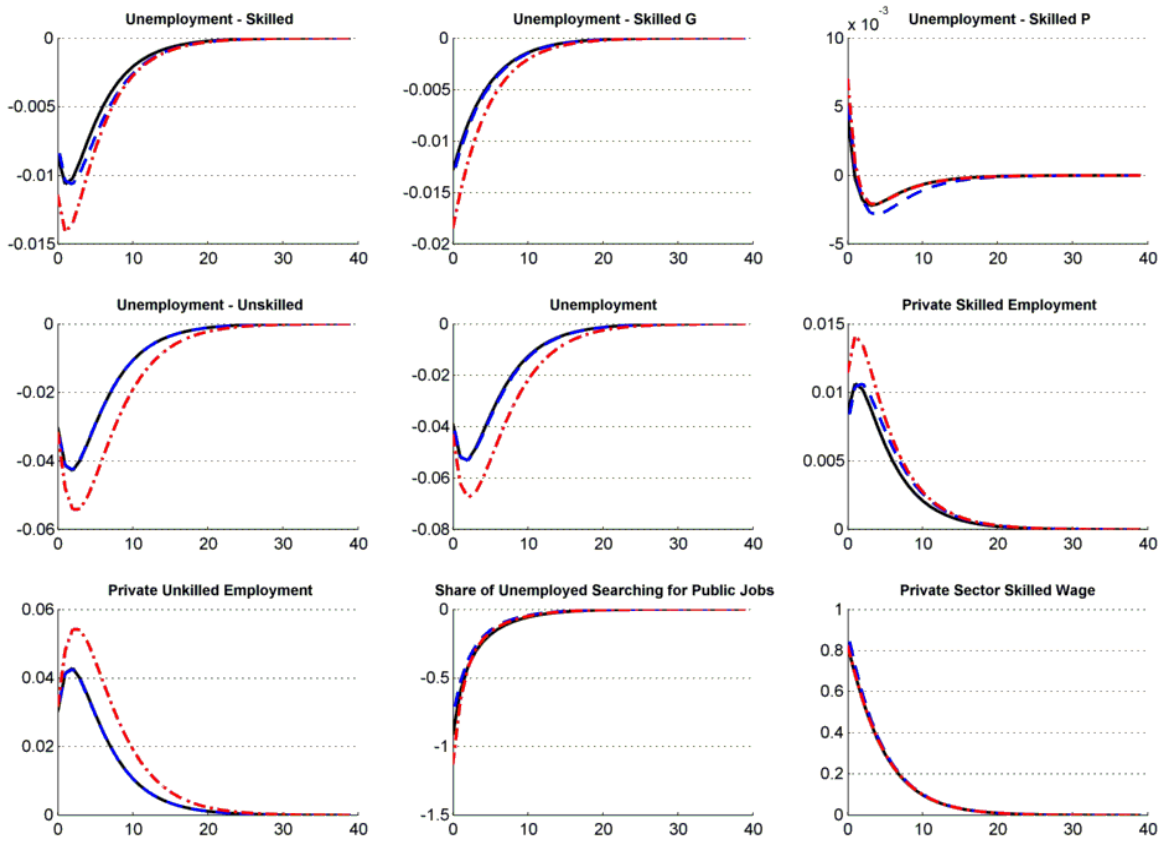 Unemployment - Skilled
0
-0.005
-0.01
-0.015
0 10 20 30 40
Unemployment - Skilled G
0
-0.005
-0.01
-0.015
-0.02
0 10 20 30 40
Unemployment - Skilled P
x 10⁻³
10
5
0
-5
0 10 20 30 40
Unemployment - Unskilled
0
-0.02
-0.04
-0.06
0 10 20 30 40
Unemployment
0
-0.02
-0.04
-0.06
-0.08
0 10 20 30 40
Private Skilled Employment
0.015
0.01
0.005
0
0 10 20 30 40
Private Unkilled Employment
0.06
0.04
0.02
0
0 10 20 30 40
Share of Unemployed Searching for Public Jobs
0
-0.5
-1
-1.5
0 10 20 30 40
Private Sector Skilled Wage
1
0.8
0.6
0.4
0.2
0
0 10 20 30 40